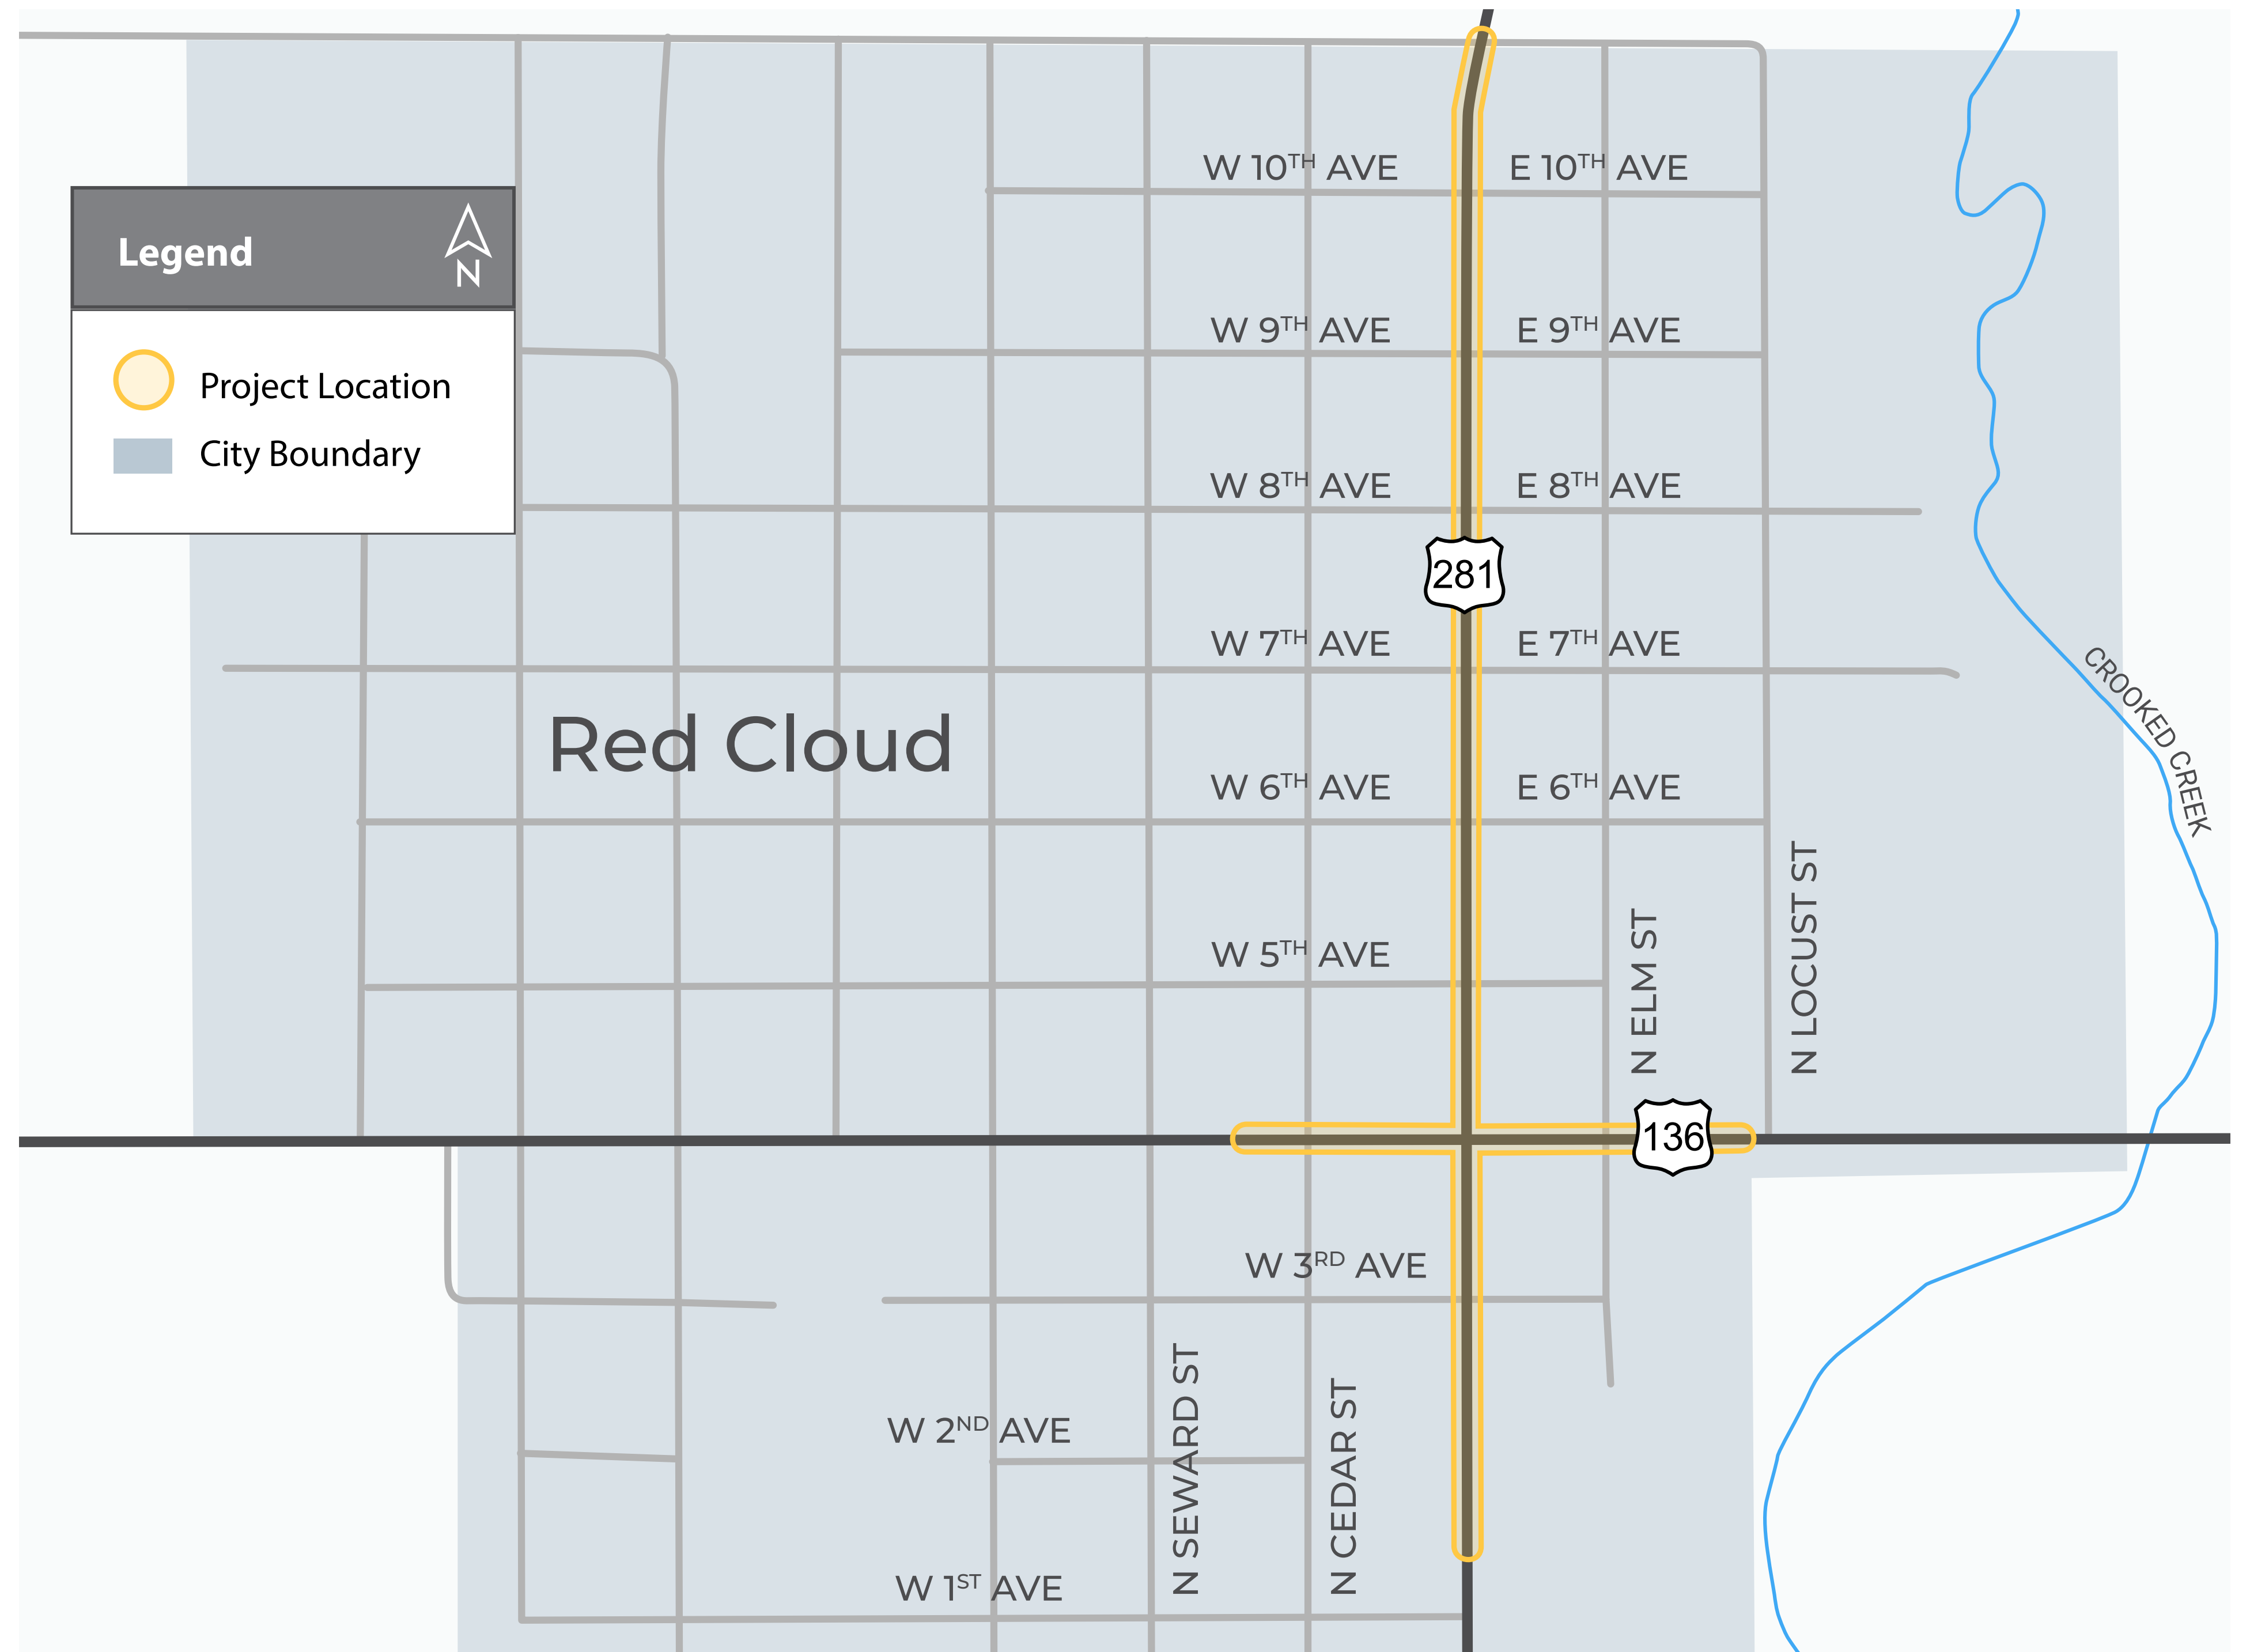 W 10TH AVE
E 10TH AVE
Legend
N
W 9TH AVE
E 9TH AVE
Project Location
City Boundary
W 8TH AVE
E 8TH AVE
281
W 7TH AVE
E 7TH AVE
CROOKED CREEK
Red Cloud
W 6TH AVE
E 6TH AVE
N LOCUST ST
N ELM ST
W 5TH AVE
136
W 3RD AVE
N SEWARD ST
N CEDAR ST
W 2ND AVE
W 1ST AVE